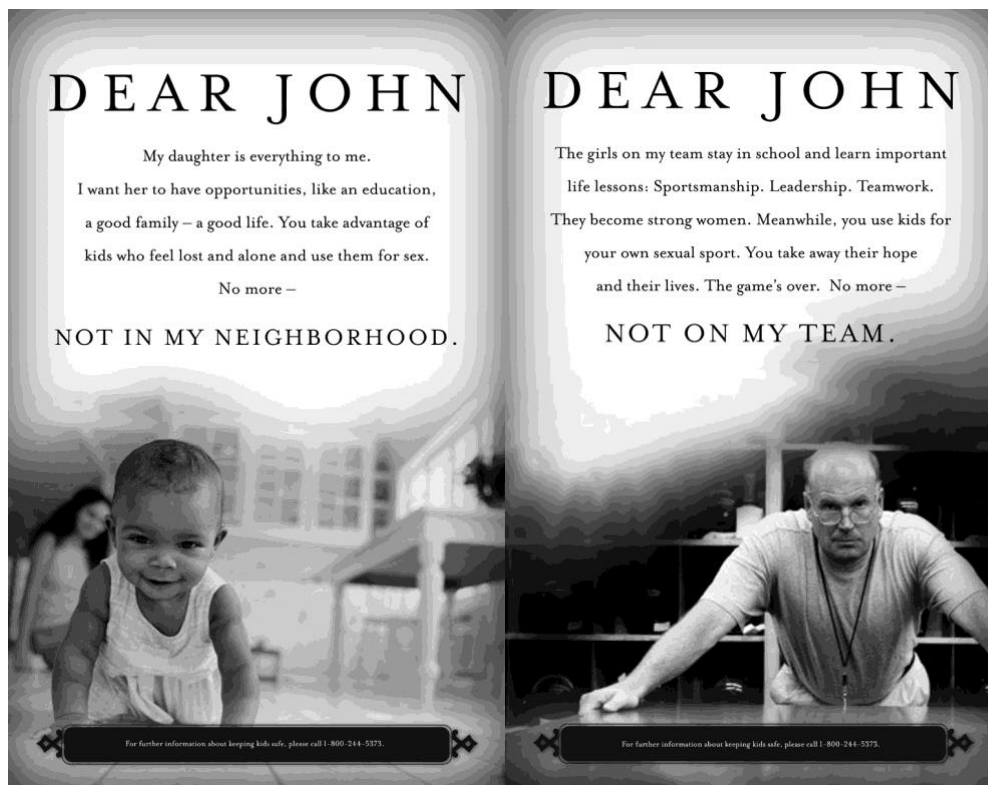 DEAR JOHN
My daughter is everything to me.
I want her to have opportunities, like an education,
a good family – a good life. You take advantage of
kids who feel lost and alone and use them for sex.
No more –
NOT IN MY NEIGHBORHOOD.
For further information about keeping kids safe, please call 1-800-244-5373.
DEAR JOHN
The girls on my team stay in school and learn important
life lessons: Sportsmanship. Leadership. Teamwork.
They become strong women. Meanwhile, you use kids for
your own sexual sport. You take away their hope
and their lives. The game's over. No more –
NOT ON MY TEAM.
For further information about keeping kids safe, please call 1-800-244-5373.